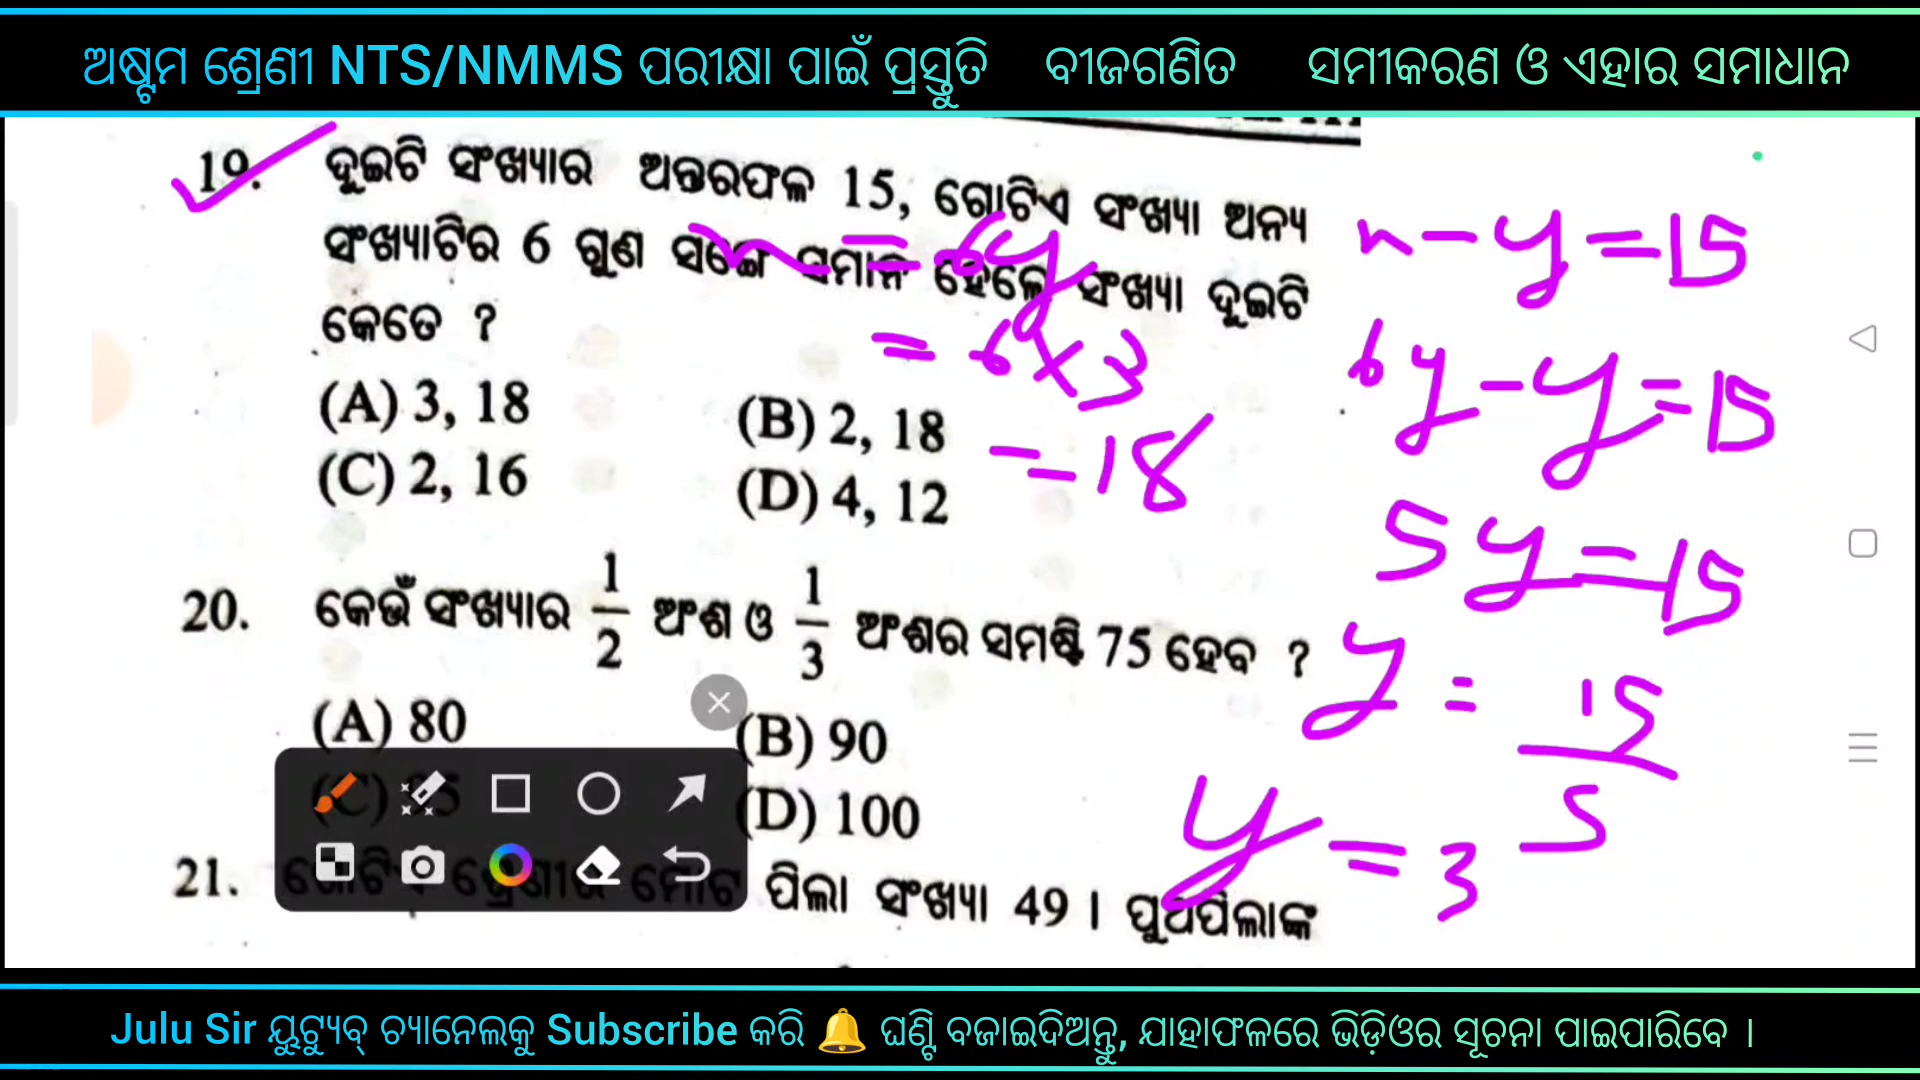 ଅଷ୍ଟମ ଶ୍ରେଣୀ NTS/NMMS ପରୀକ୍ଷା ପାଇଁ ପ୍ରସ୍ତୁତି ବୀଜଗଣିତ ସମୀକରଣ ଓ ଏହାର ସମାଧାନ
19. ଦୁଇଟି ସଂଖ୍ୟାର ଅନ୍ତରଫଳ 15, ଗୋଟିଏ ସଂଖ୍ୟା ଅନ୍ୟ
ସଂଖ୍ୟାଟିର 6 ଗୁଣ ସଙ୍ଗେ ସମାନ ହେଲେ ସଂଖ୍ୟା ଦୁଇଟି
କେତେ ?
(A) 3, 18 (B) 2, 18
(C) 2, 16 (D) 4, 12
x = 6y
= 6 × 3
= 18
x - y = 15
6y - y = 15
5y = 15
y = 15/5
y = 3
20. କେଉଁ ସଂଖ୍ୟାର 1/2 ଅଂଶ ଓ 1/3 ଅଂଶର ସମଷ୍ଟି 75 ହେବ ?
(A) 80 (B) 90
(C) (D) 100
21. ମୋଟ ପିଲା ସଂଖ୍ୟା 49 । ପୁଅପିଲାଙ୍କ
Julu Sir ୟୁଟ୍ୟୁବ୍ ଚ୍ୟାନେଲକୁ Subscribe କରି 🔔 ଘଣ୍ଟି ବଜାଇଦିଅନ୍ତୁ, ଯାହାଫଳରେ ଭିଡ଼ିଓର ସୂଚନା ପାଇପାରିବେ ।